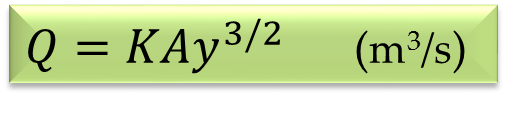 Q = KAy^{3/2} (m³/s)